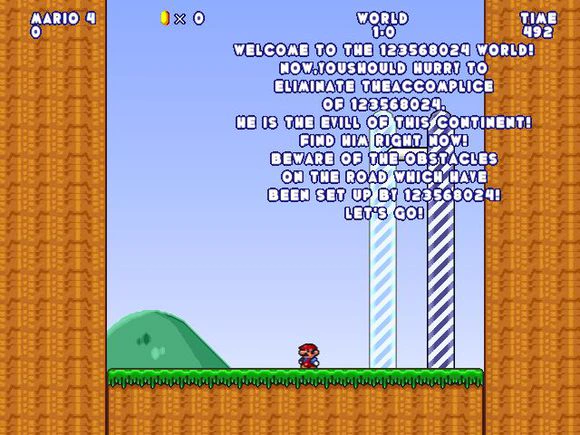 MARIO 4 × 0 WORLD TIME
0 1-0 492
WELCOME TO THE 123568024 WORLD!
NOW,YOUSHOULD HURRY TO
ELIMINATE THEACCOMPLICE
OF 123568024.
HE IS THE EVILL OF THIS CONTINENT!
FIND HIM RIGHT NOW!
BEWARE OF THE OBSTACLES
ON THE ROAD WHICH HAVE
BEEN SET UP BY 123568024!
LET'S GO!